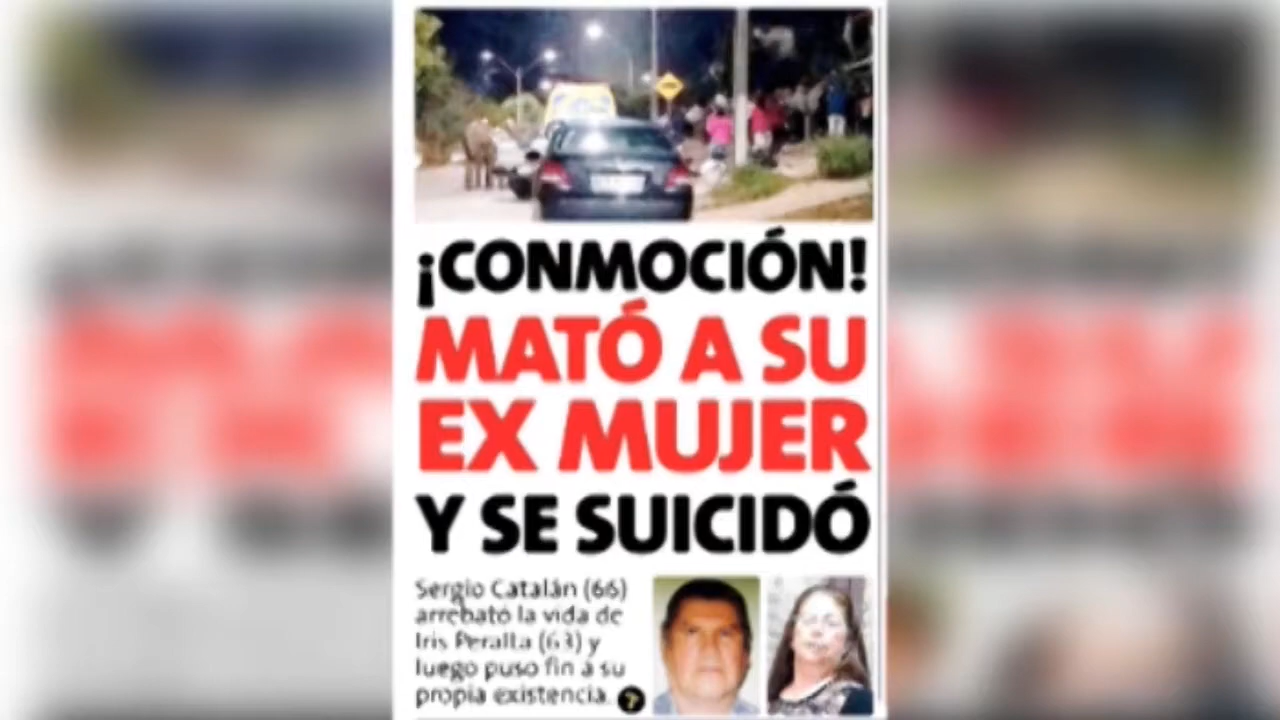 ¡CONMOCIÓN!
MATÓ A SU
EX MUJER
Y SE SUICIDÓ
Sergio Catalán (66)
arrebató la vida de
Iris Peralta (63) y
luego puso fin a su
propia existencia. 7